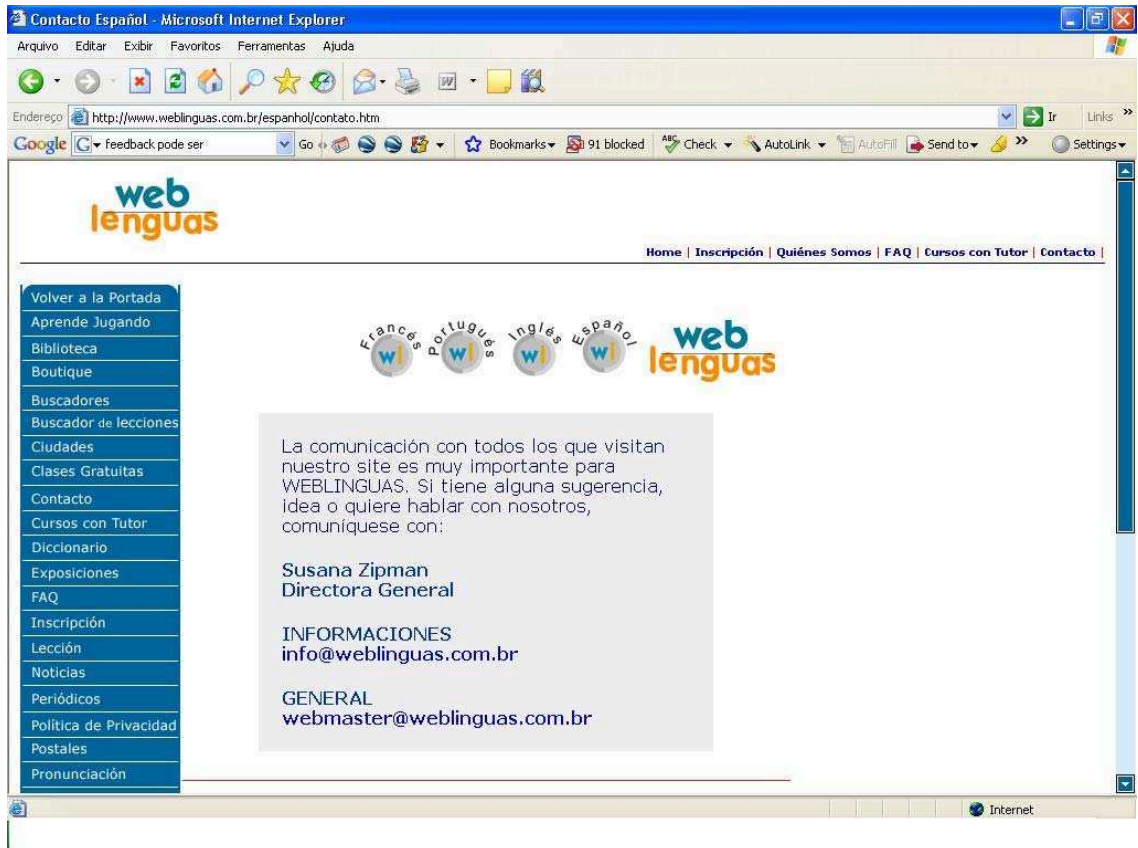 Contacto Español - Microsoft Internet Explorer
Arquivo Editar Exibir Favoritos Ferramentas Ajuda
Endereço http://www.weblinguas.com.br/espanhol/contato.htm Ir Links »
Google G feedback pode ser Go Bookmarks 91 blocked ABC Check AutoLink AutoFill Send to » Settings
web
lenguas
Home | Inscripción | Quiénes Somos | FAQ | Cursos con Tutor | Contacto |
Volver a la Portada
Aprende Jugando
Biblioteca
Boutique
Buscadores
Buscador de lecciones
Ciudades
Clases Gratuitas
Contacto
Cursos con Tutor
Diccionario
Exposiciones
FAQ
Inscripción
Lección
Noticias
Periódicos
Política de Privacidad
Postales
Pronunciación
Francés Portugués Inglés Español
wl wl wl wl
web
lenguas
La comunicación con todos los que visitan
nuestro site es muy importante para
WEBLINGUAS. Si tiene alguna sugerencia,
idea o quiere hablar con nosotros,
comuníquese con:
Susana Zipman
Directora General
INFORMACIONES
info@weblinguas.com.br
GENERAL
webmaster@weblinguas.com.br
Internet